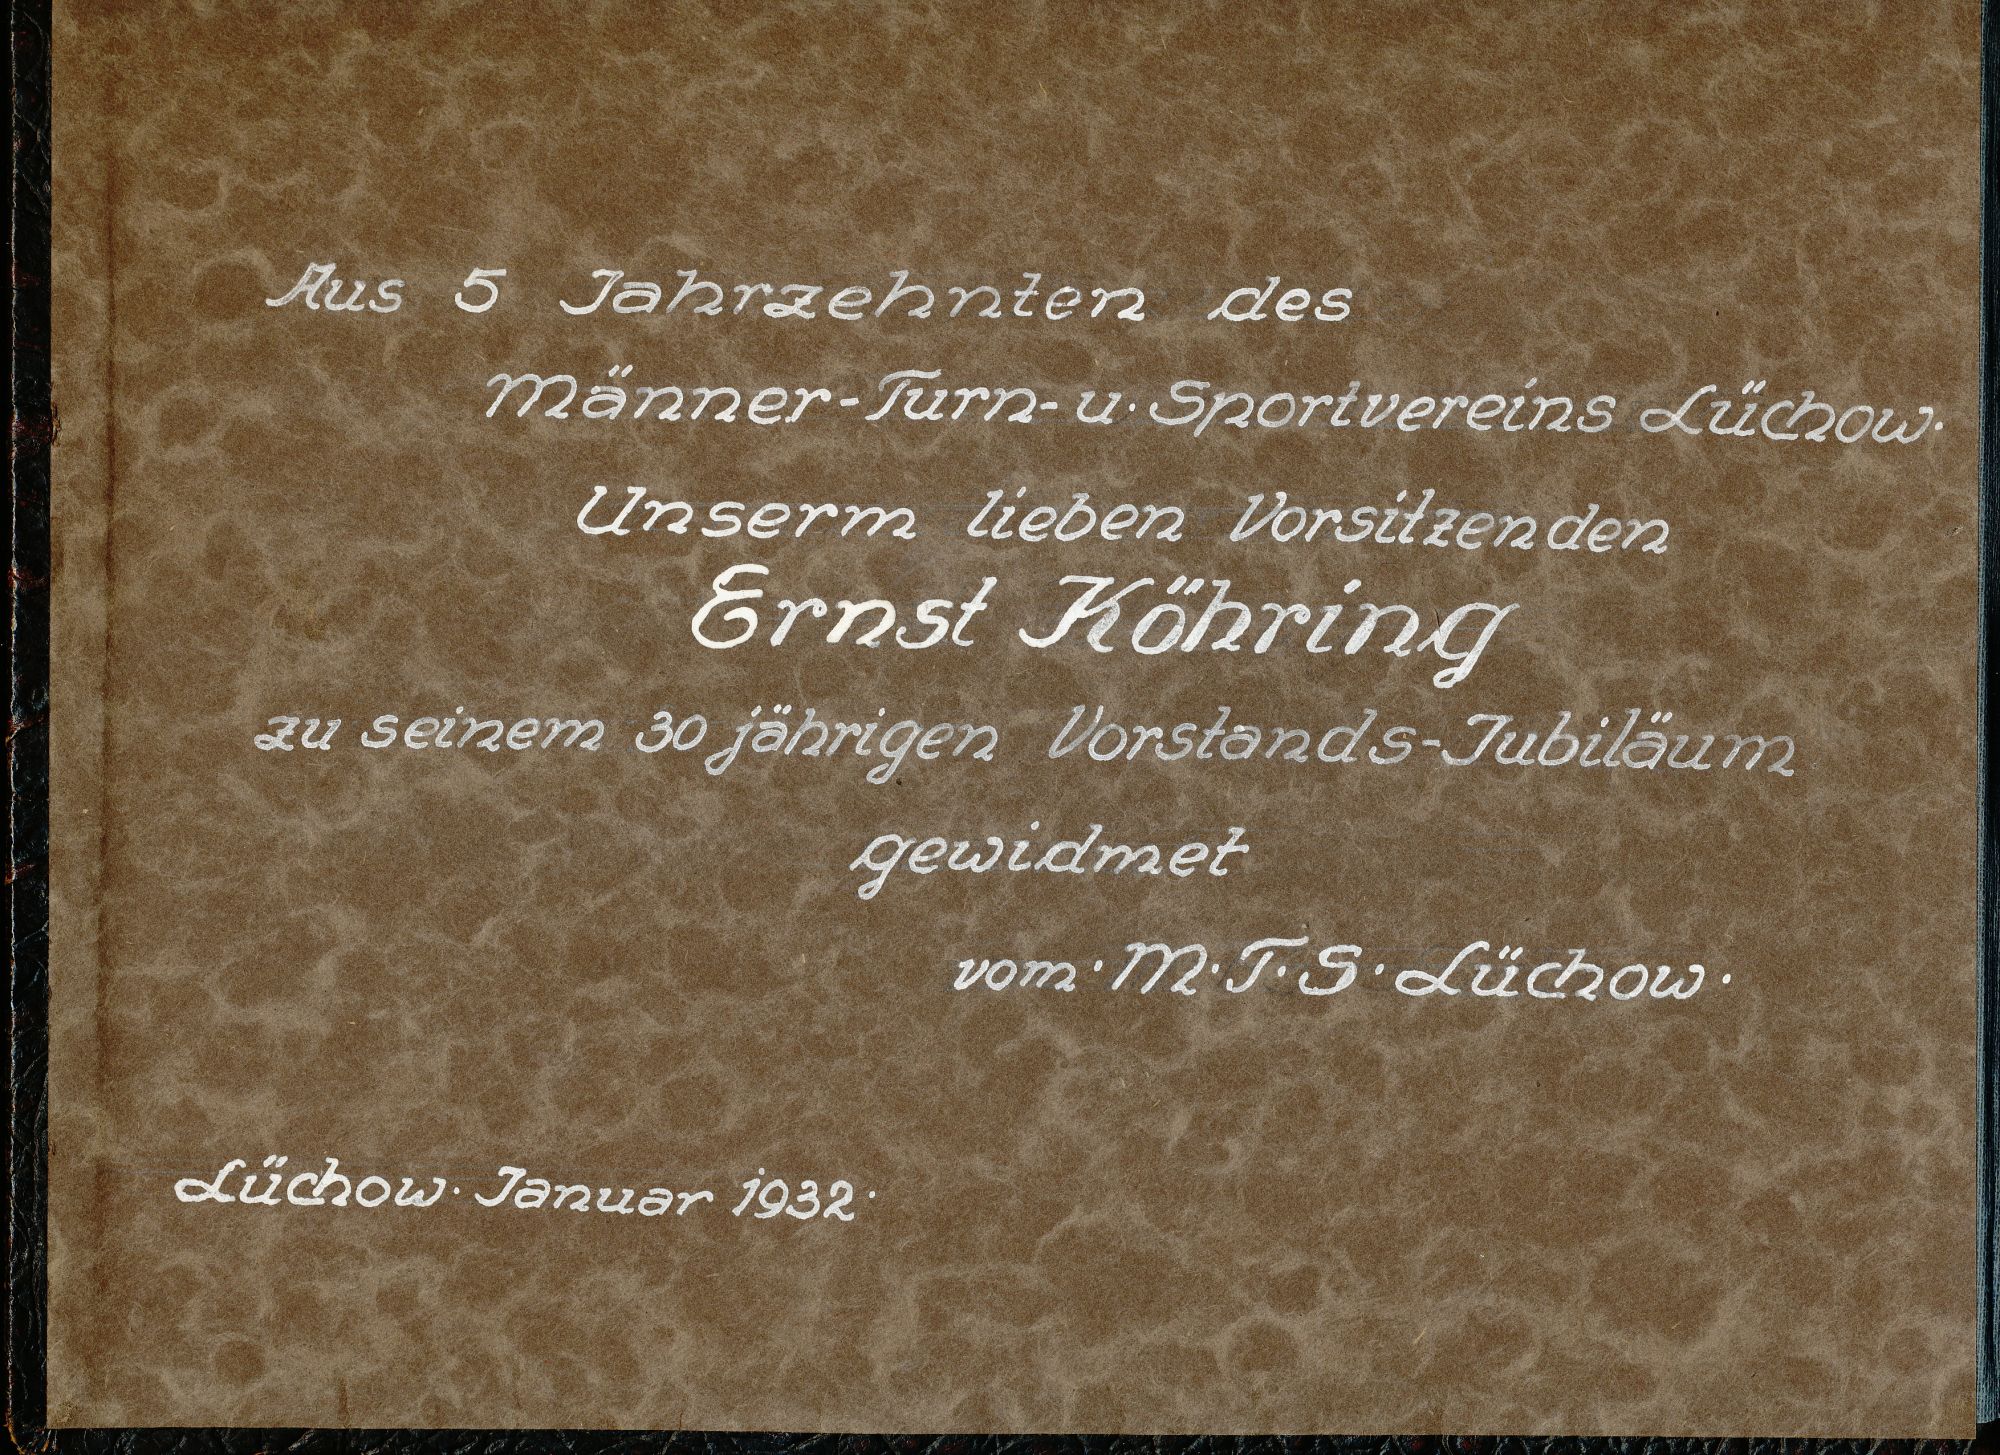 Aus 5 Jahrzehnten des
Männer-Turn- u. Sportvereins Lüchow.
Unserm lieben Vorsitzenden
Ernst Köhring
zu seinem 30 jährigen Vorstands-Jubiläum
gewidmet
vom · M · T · S · Lüchow ·
Lüchow · Januar 1932 ·